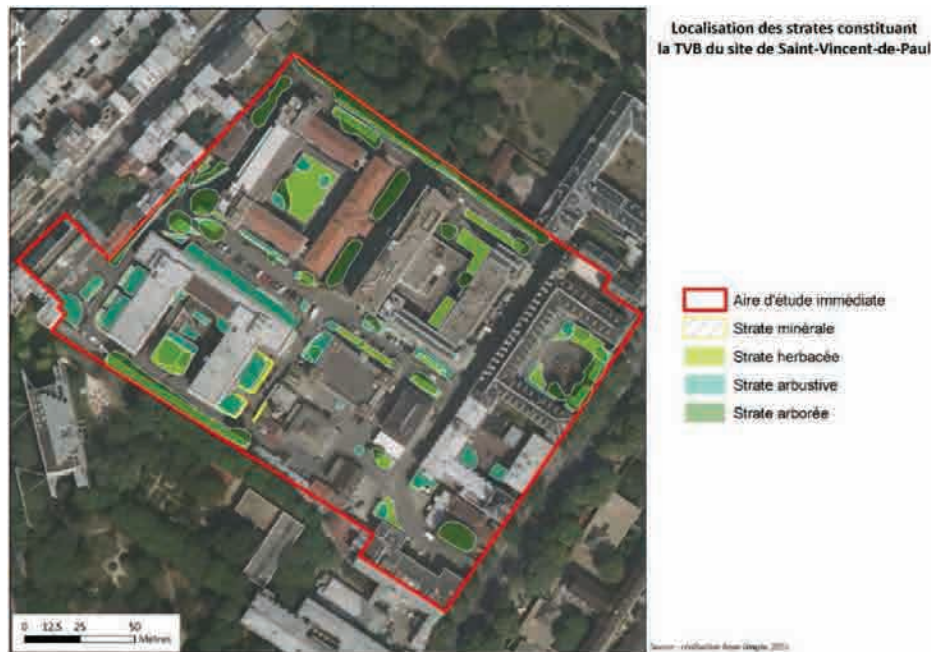 Localisation des strates constituant
la TVB du site de Saint-Vincent-de-Paul
Aire d'étude immédiate
Strate minérale
Strate herbacée
Strate arbustive
Strate arborée
0 12.5 25 50
Mètres